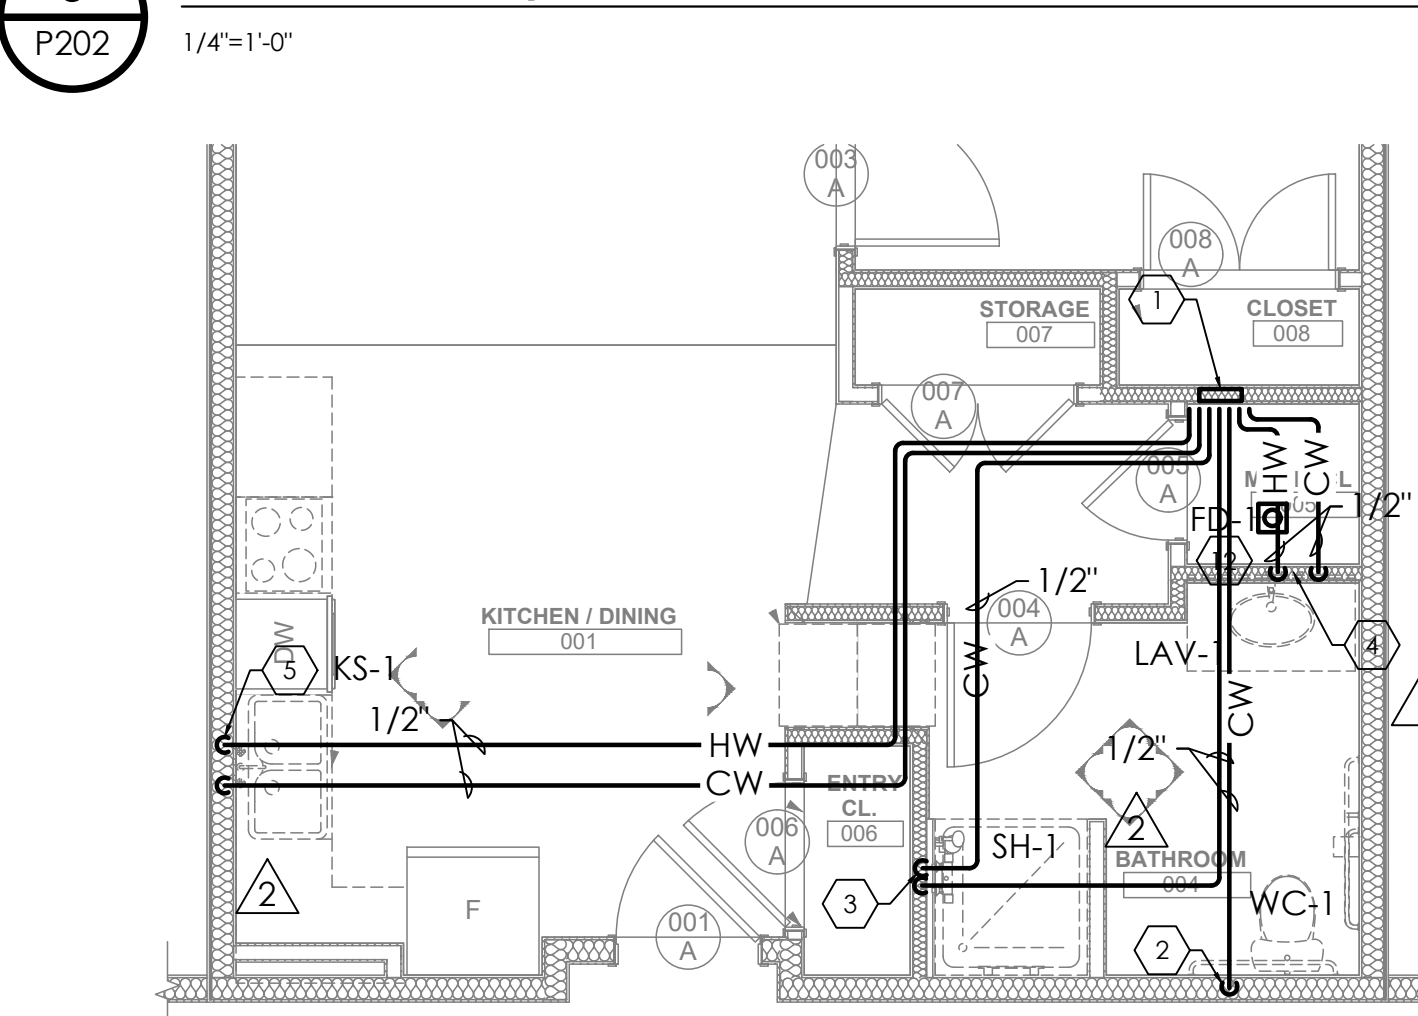 P202
1/4"=1'-0"
003
A
008
A
1
STORAGE
007
CLOSET
008
007
A
005
A
HW
CW
1/2"
FD-1
12
1/2"
004
A
KITCHEN / DINING
001
DW
5
KS-1
CW
LAV-1
4
1/2"
CW
HW
1/2"
CW
ENTRY
CL.
006
006
A
2
SH-1
BATHROOM
004
2
F
3
WC-1
001
A
2